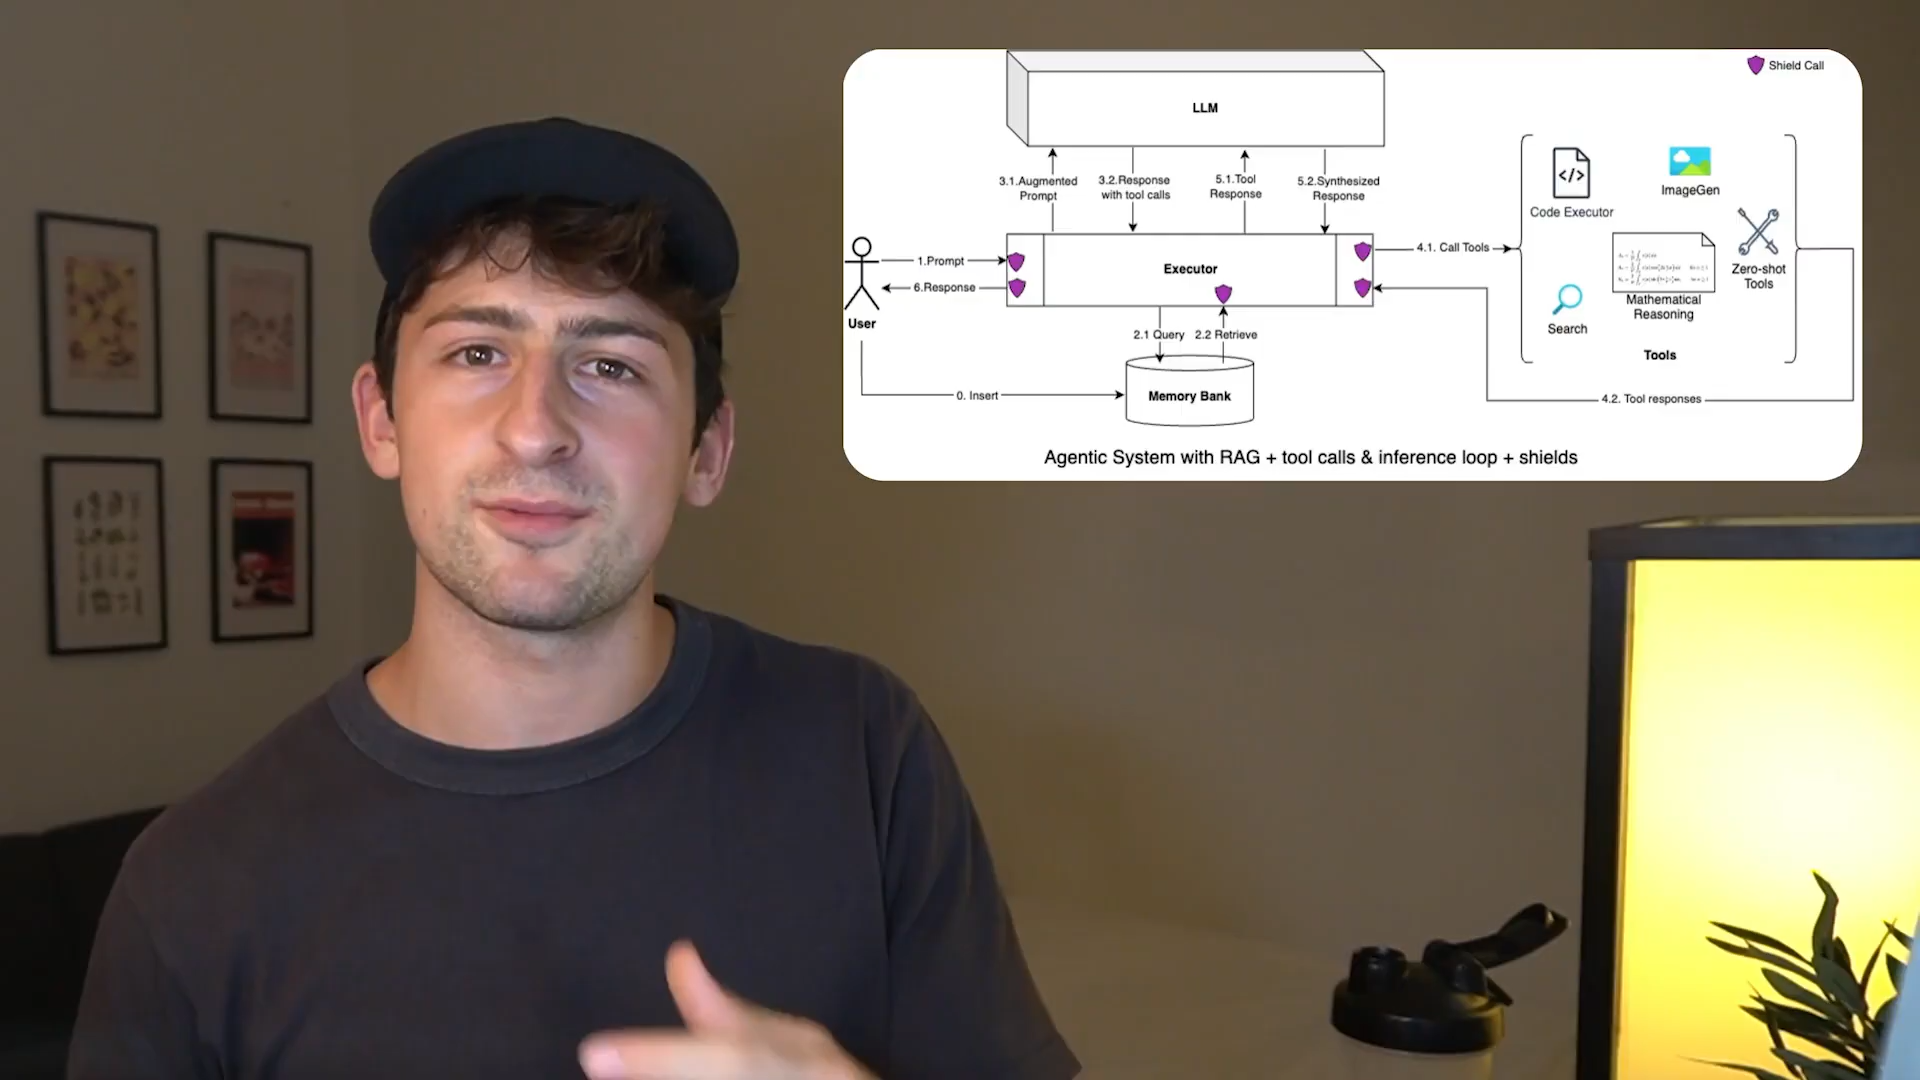 Shield Call
LLM
3.1.Augmented
Prompt
3.2.Response
with tool calls
5.1.Tool
Response
5.2.Synthesized
Response
</>
Code Executor
ImageGen
Zero-shot
Tools
Mathematical
Reasoning
Search
Tools
1.Prompt
6.Response
User
Executor
4.1. Call Tools
2.1 Query
2.2 Retrieve
0. Insert
Memory Bank
4.2. Tool responses
Agentic System with RAG + tool calls & inference loop + shields